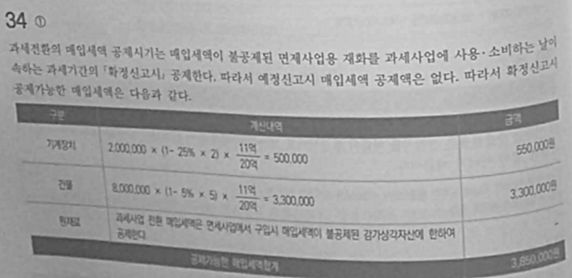 34 ①
과세전환의 매입세액 공제시기는 매입세액이 불공제된 면제사업용 재화를 과세사업에 사용·소비하는 날이
속하는 과세기간의 「확정신고시」 공제한다. 따라서 예정신고시 매입세액 공제액은 없다. 따라서 확정신고시
공제가능한 매입세액은 다음과 같다.
구분 계산내역 금액
기계장치 2,000,000 × (1- 25% × 2) × 11억/20억 = 500,000 550,000원
건물 8,000,000 × (1- 5% × 5) × 11억/20억 = 3,300,000 3,300,000원
원재료 과세사업 전환 매입세액은 면세사업에서 구입시 매입세액이 불공제된 감가상각자산에 한하여 -
공제한다
공제가능한 매입세액합계 3,850,000원